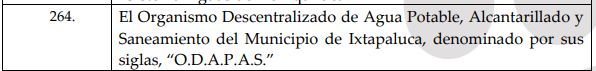 264. El Organismo Descentralizado de Agua Potable, Alcantarillado y
Saneamiento del Municipio de Ixtapaluca, denominado por sus
siglas, “O.D.A.P.A.S.”